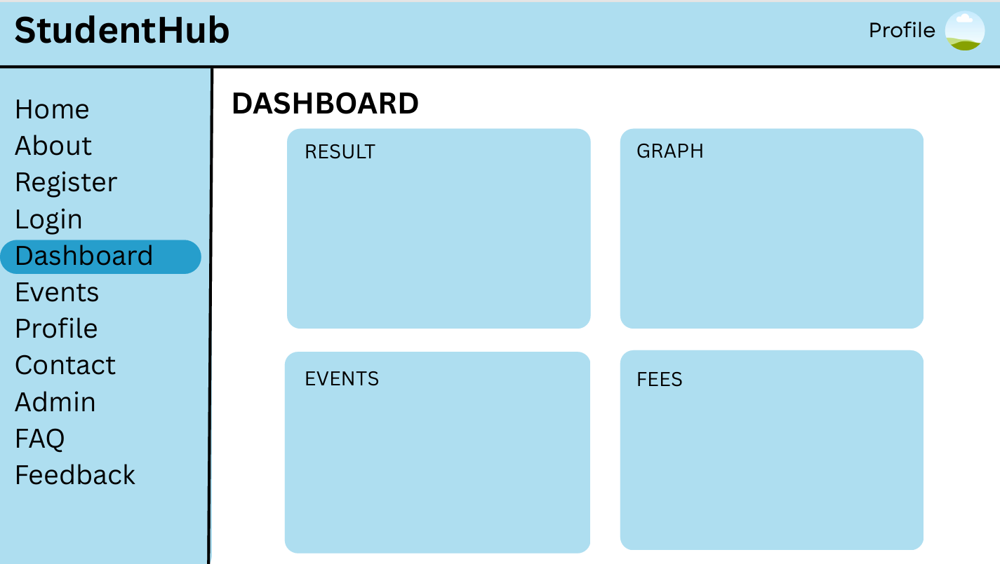 StudentHub
Profile
Home
About
Register
Login
Dashboard
Events
Profile
Contact
Admin
FAQ
Feedback
DASHBOARD
RESULT
GRAPH
EVENTS
FEES